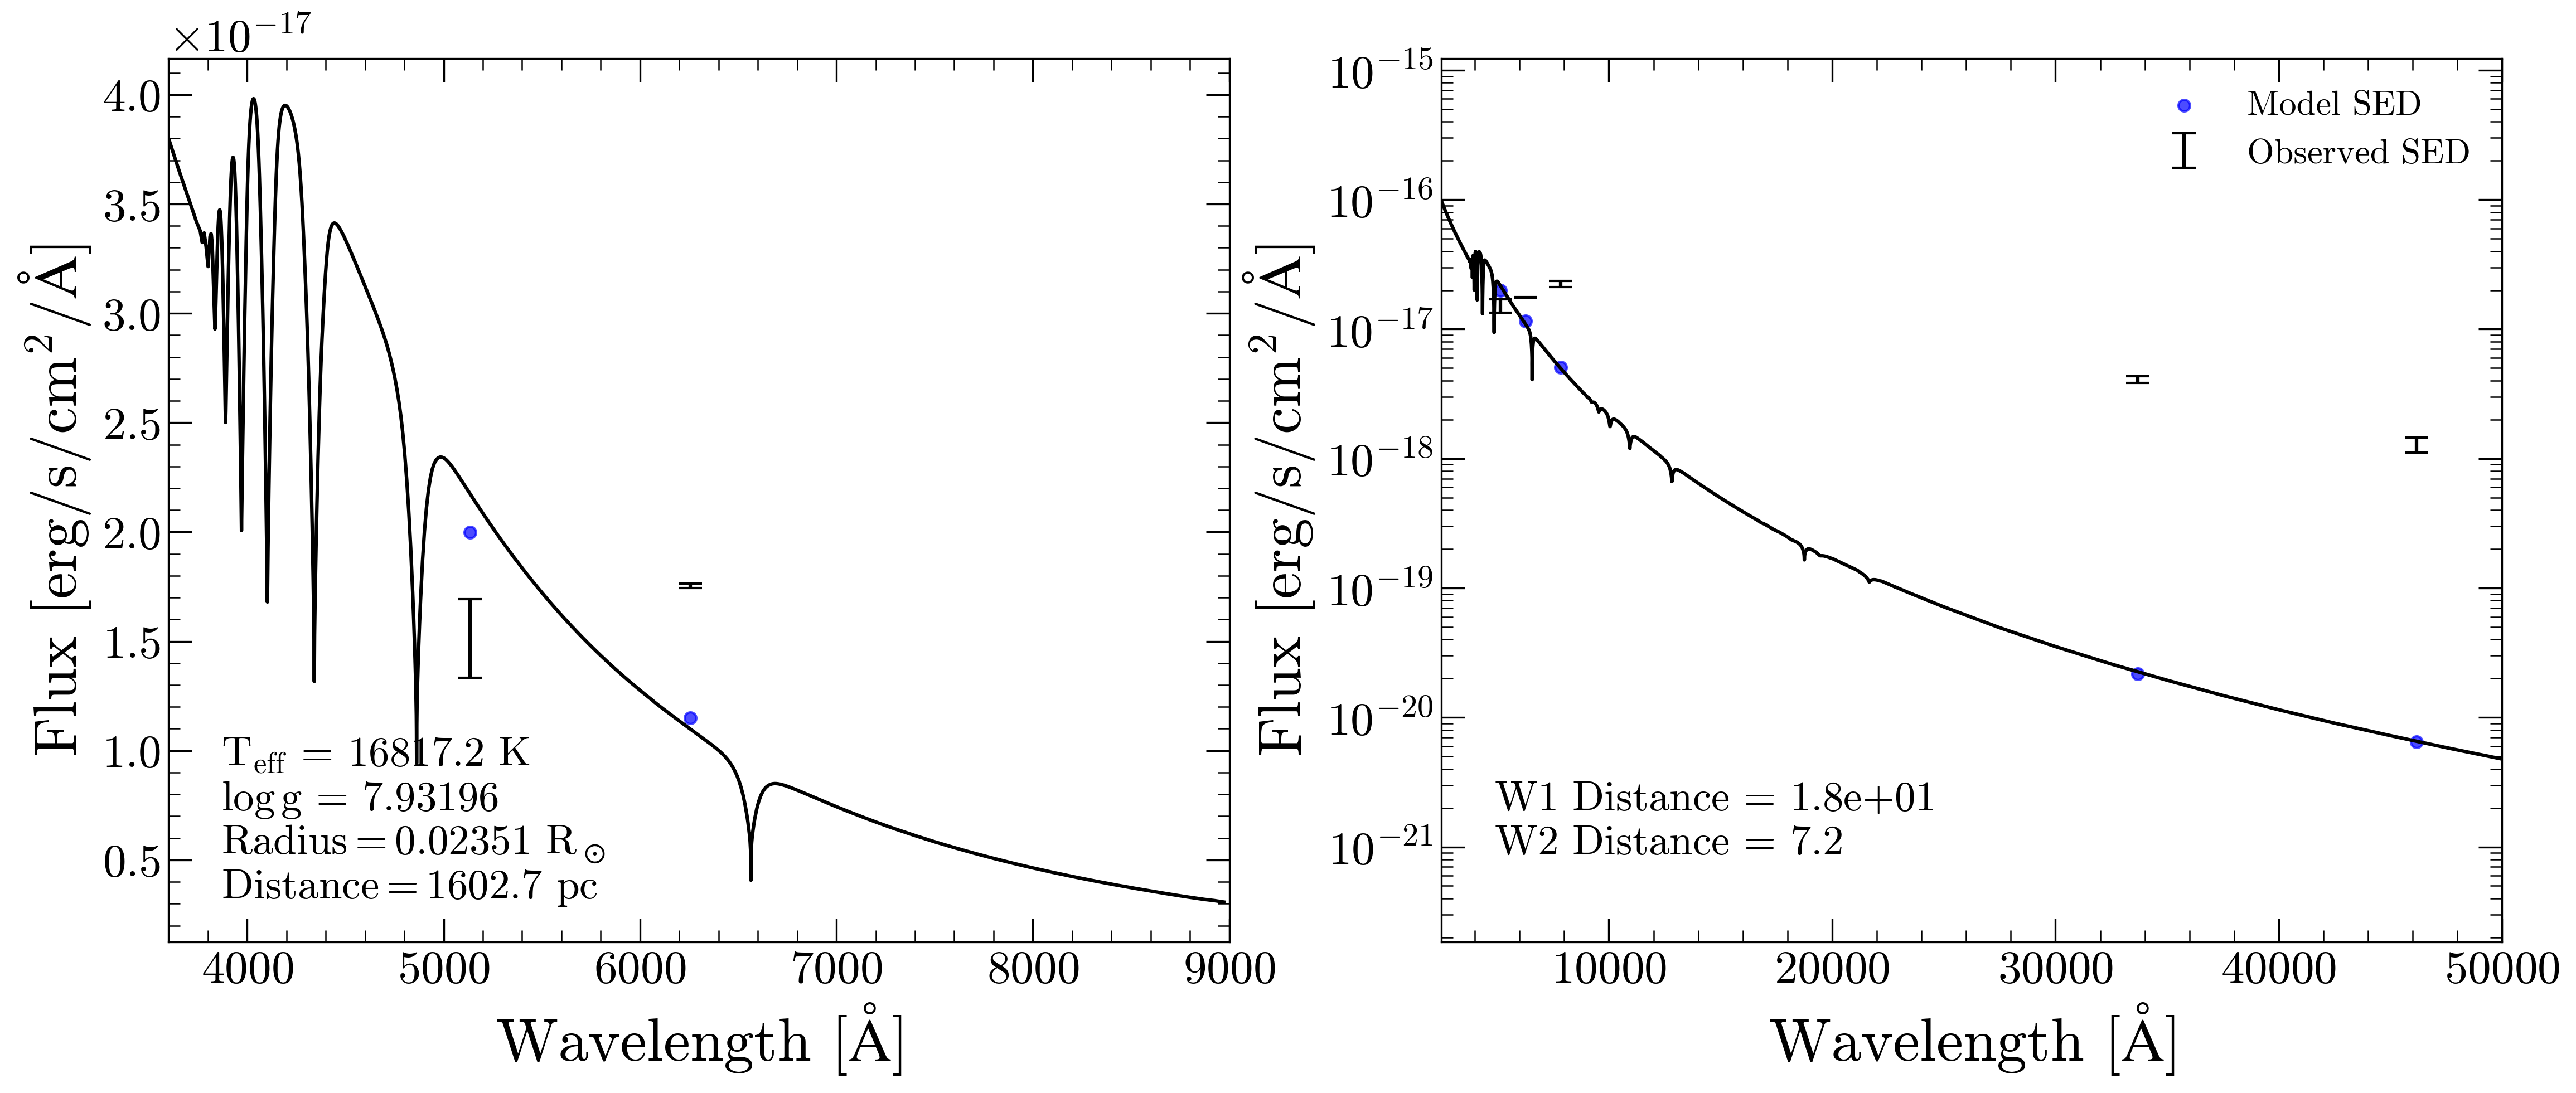 ×10⁻¹⁷
4.0
3.5
3.0
2.5
2.0
1.5
1.0
0.5
Flux [erg/s/cm²/Å]
T_eff = 16817.2 K
log g = 7.93196
Radius = 0.02351 R_⊙
Distance = 1602.7 pc
4000 5000 6000 7000 8000 9000
Wavelength [Å]
10⁻¹⁵
10⁻¹⁶
10⁻¹⁷
10⁻¹⁸
10⁻¹⁹
10⁻²⁰
10⁻²¹
Flux [erg/s/cm²/Å]
Model SED
Observed SED
W1 Distance = 1.8e+01
W2 Distance = 7.2
10000 20000 30000 40000 50000
Wavelength [Å]